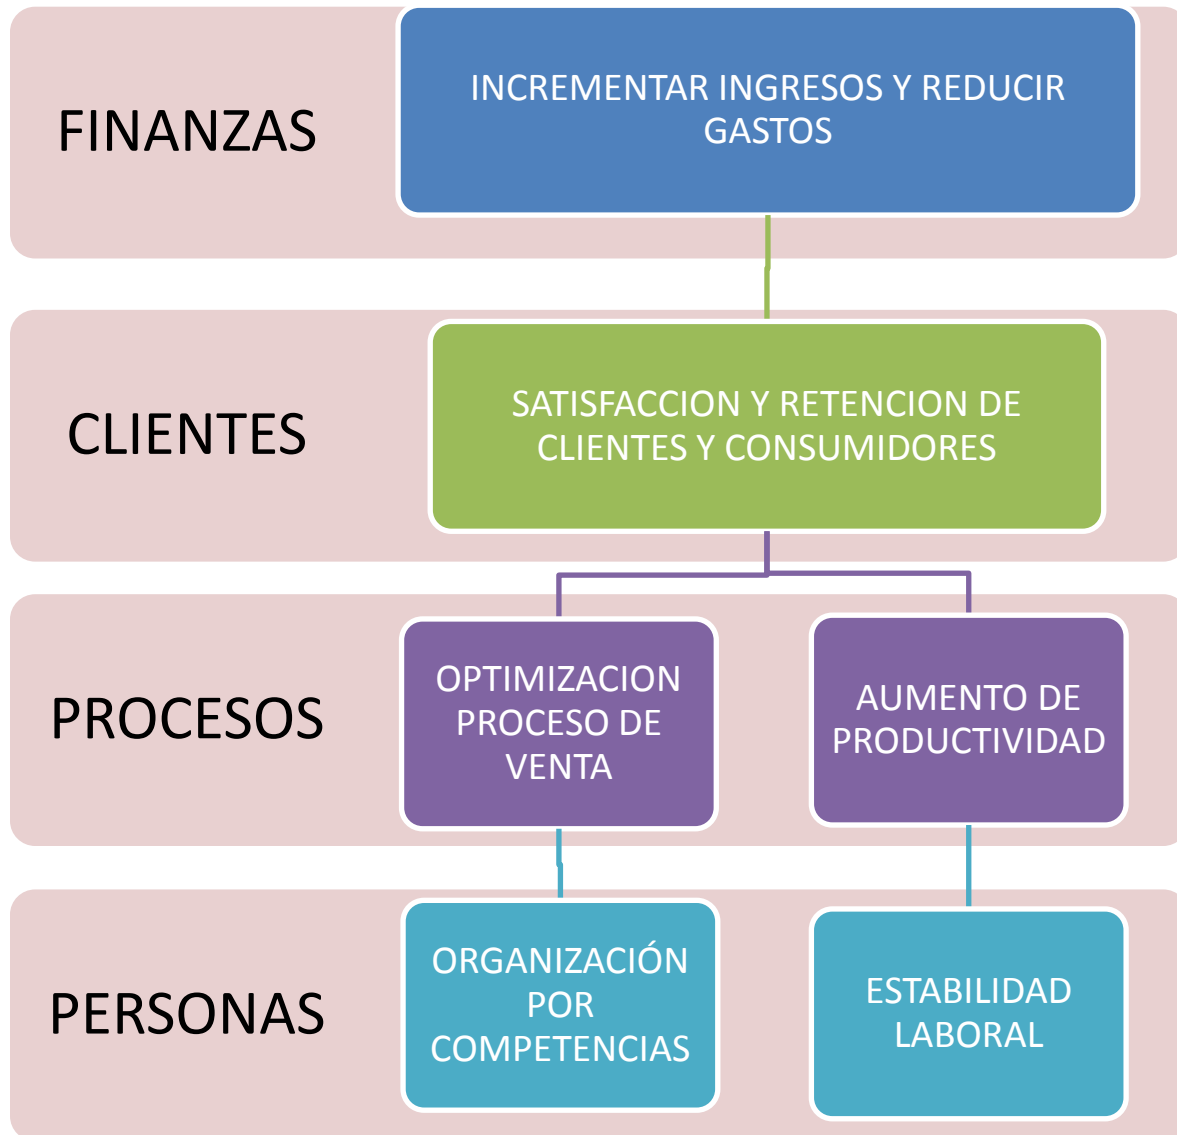 FINANZAS
INCREMENTAR INGRESOS Y REDUCIR
GASTOS
CLIENTES
SATISFACCION Y RETENCION DE
CLIENTES Y CONSUMIDORES
PROCESOS
OPTIMIZACION
PROCESO DE
VENTA
AUMENTO DE
PRODUCTIVIDAD
PERSONAS
ORGANIZACIÓN
POR
COMPETENCIAS
ESTABILIDAD
LABORAL